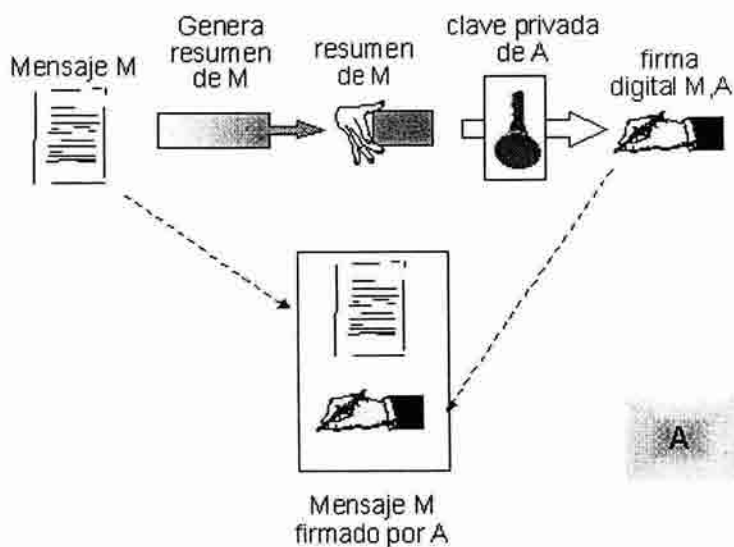 Mensaje M
Genera
resumen
de M
resumen
de M
clave privada
de A
firma
digital M,A
A
Mensaje M
firmado por A